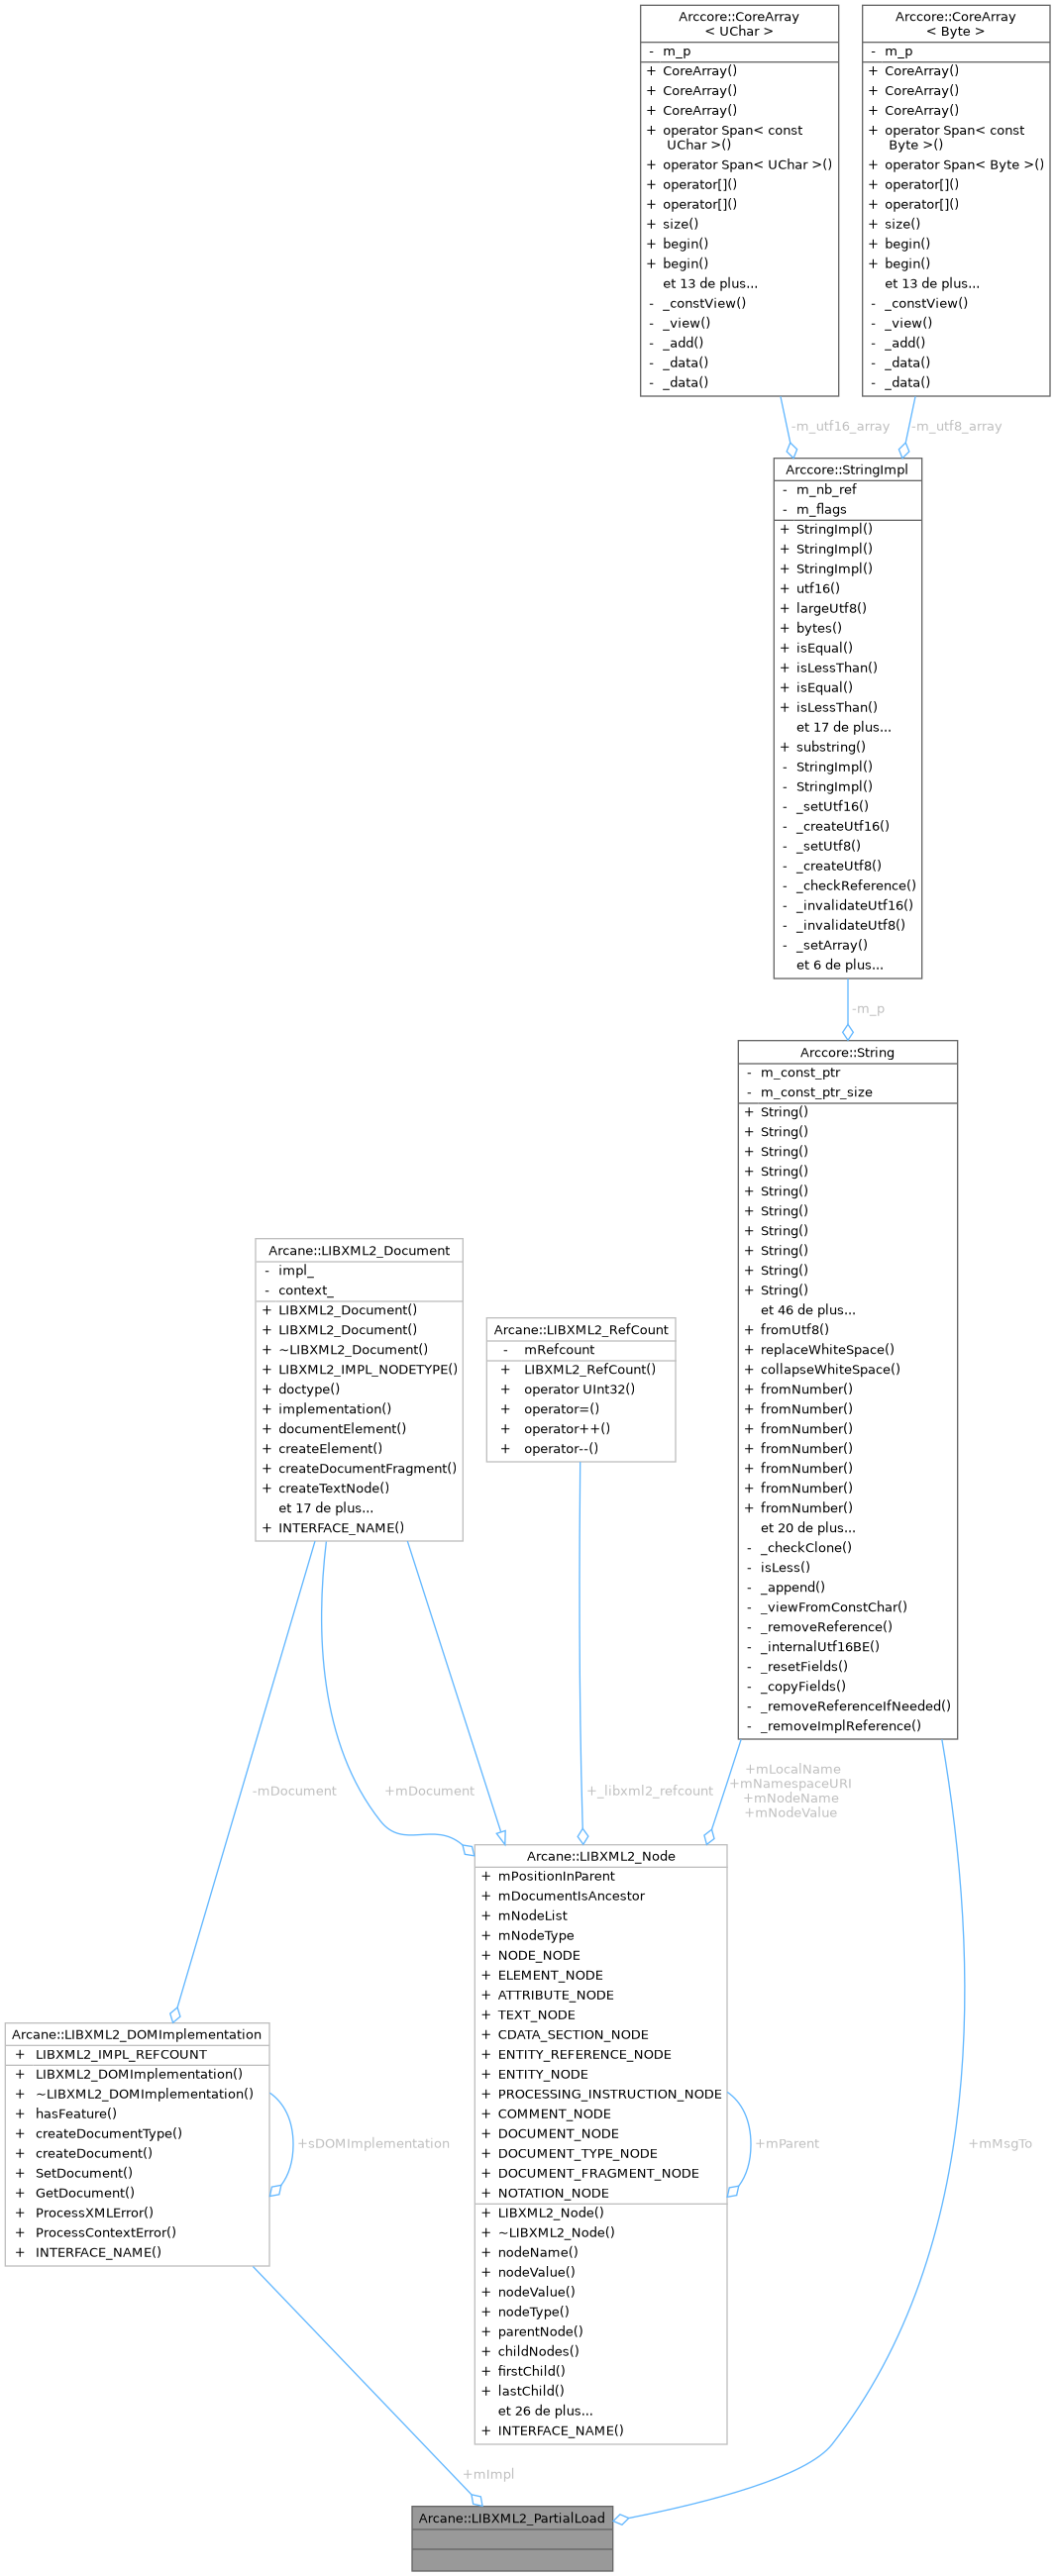 Arccore::CoreArray
< UChar >
- m_p
+ CoreArray()
+ CoreArray()
+ CoreArray()
+ operator Span< const
UChar >()
+ operator Span< UChar >()
+ operator[]()
+ operator[]()
+ size()
+ begin()
+ begin()
et 13 de plus...
- _constView()
- _view()
- _add()
- _data()
- _data()
Arccore::CoreArray
< Byte >
- m_p
+ CoreArray()
+ CoreArray()
+ CoreArray()
+ operator Span< const
Byte >()
+ operator Span< Byte >()
+ operator[]()
+ operator[]()
+ size()
+ begin()
+ begin()
et 13 de plus...
- _constView()
- _view()
- _add()
- _data()
- _data()
-m_utf16_array
-m_utf8_array
Arccore::StringImpl
- m_nb_ref
- m_flags
+ StringImpl()
+ StringImpl()
+ StringImpl()
+ utf16()
+ largeUtf8()
+ bytes()
+ isEqual()
+ isLessThan()
+ isEqual()
+ isLessThan()
et 17 de plus...
+ substring()
- StringImpl()
- StringImpl()
- _setUtf16()
- _createUtf16()
- _setUtf8()
- _createUtf8()
- _checkReference()
- _invalidateUtf16()
- _invalidateUtf8()
- _setArray()
et 6 de plus...
-m_p
Arccore::String
- m_const_ptr
- m_const_ptr_size
+ String()
+ String()
+ String()
+ String()
+ String()
+ String()
+ String()
+ String()
+ String()
+ String()
et 46 de plus...
+ fromUtf8()
+ replaceWhiteSpace()
+ collapseWhiteSpace()
+ fromNumber()
+ fromNumber()
+ fromNumber()
+ fromNumber()
+ fromNumber()
+ fromNumber()
+ fromNumber()
et 20 de plus...
- _checkClone()
- isLess()
- _append()
- _viewFromConstChar()
- _removeReference()
- _internalUtf16BE()
- _resetFields()
- _copyFields()
- _removeReferenceIfNeeded()
- _removeImplReference()
Arcane::LIBXML2_Document
- impl_
- context_
+ LIBXML2_Document()
+ LIBXML2_Document()
+ ~LIBXML2_Document()
+ LIBXML2_IMPL_NODETYPE()
+ doctype()
+ implementation()
+ documentElement()
+ createElement()
+ createDocumentFragment()
+ createTextNode()
et 17 de plus...
+ INTERFACE_NAME()
Arcane::LIBXML2_RefCount
- mRefcount
+ LIBXML2_RefCount()
+ operator UInt32()
+ operator=()
+ operator++()
+ operator--()
-mDocument
+mDocument
+_libxml2_refcount
+mLocalName
+mNamespaceURI
+mNodeName
+mNodeValue
Arcane::LIBXML2_Node
+ mPositionInParent
+ mDocumentIsAncestor
+ mNodeList
+ mNodeType
+ NODE_NODE
+ ELEMENT_NODE
+ ATTRIBUTE_NODE
+ TEXT_NODE
+ CDATA_SECTION_NODE
+ ENTITY_REFERENCE_NODE
+ ENTITY_NODE
+ PROCESSING_INSTRUCTION_NODE
+ COMMENT_NODE
+ DOCUMENT_NODE
+ DOCUMENT_TYPE_NODE
+ DOCUMENT_FRAGMENT_NODE
+ NOTATION_NODE
+ LIBXML2_Node()
+ ~LIBXML2_Node()
+ nodeName()
+ nodeValue()
+ nodeValue()
+ nodeType()
+ parentNode()
+ childNodes()
+ firstChild()
+ lastChild()
et 26 de plus...
+ INTERFACE_NAME()
+mParent
+mMsgTo
Arcane::LIBXML2_DOMImplementation
+ LIBXML2_IMPL_REFCOUNT
+ LIBXML2_DOMImplementation()
+ ~LIBXML2_DOMImplementation()
+ hasFeature()
+ createDocumentType()
+ createDocument()
+ SetDocument()
+ GetDocument()
+ ProcessXMLError()
+ ProcessContextError()
+ INTERFACE_NAME()
+sDOMImplementation
+mImpl
Arcane::LIBXML2_PartialLoad